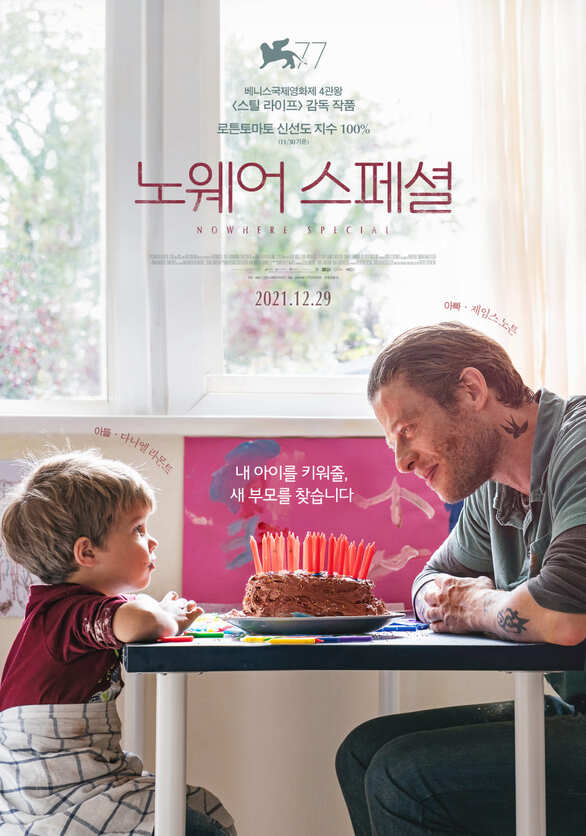 77
베니스국제영화제 4관왕
<스틸 라이프> 감독 작품
로튼토마토 신선도 지수 100%
(11/30기준)
노웨어 스페셜
NOWHERE SPECIAL
2021.12.29
아빠·제임스 노튼
아들·다니엘 라몬트
내 아이를 키워줄,
새 부모를 찾습니다